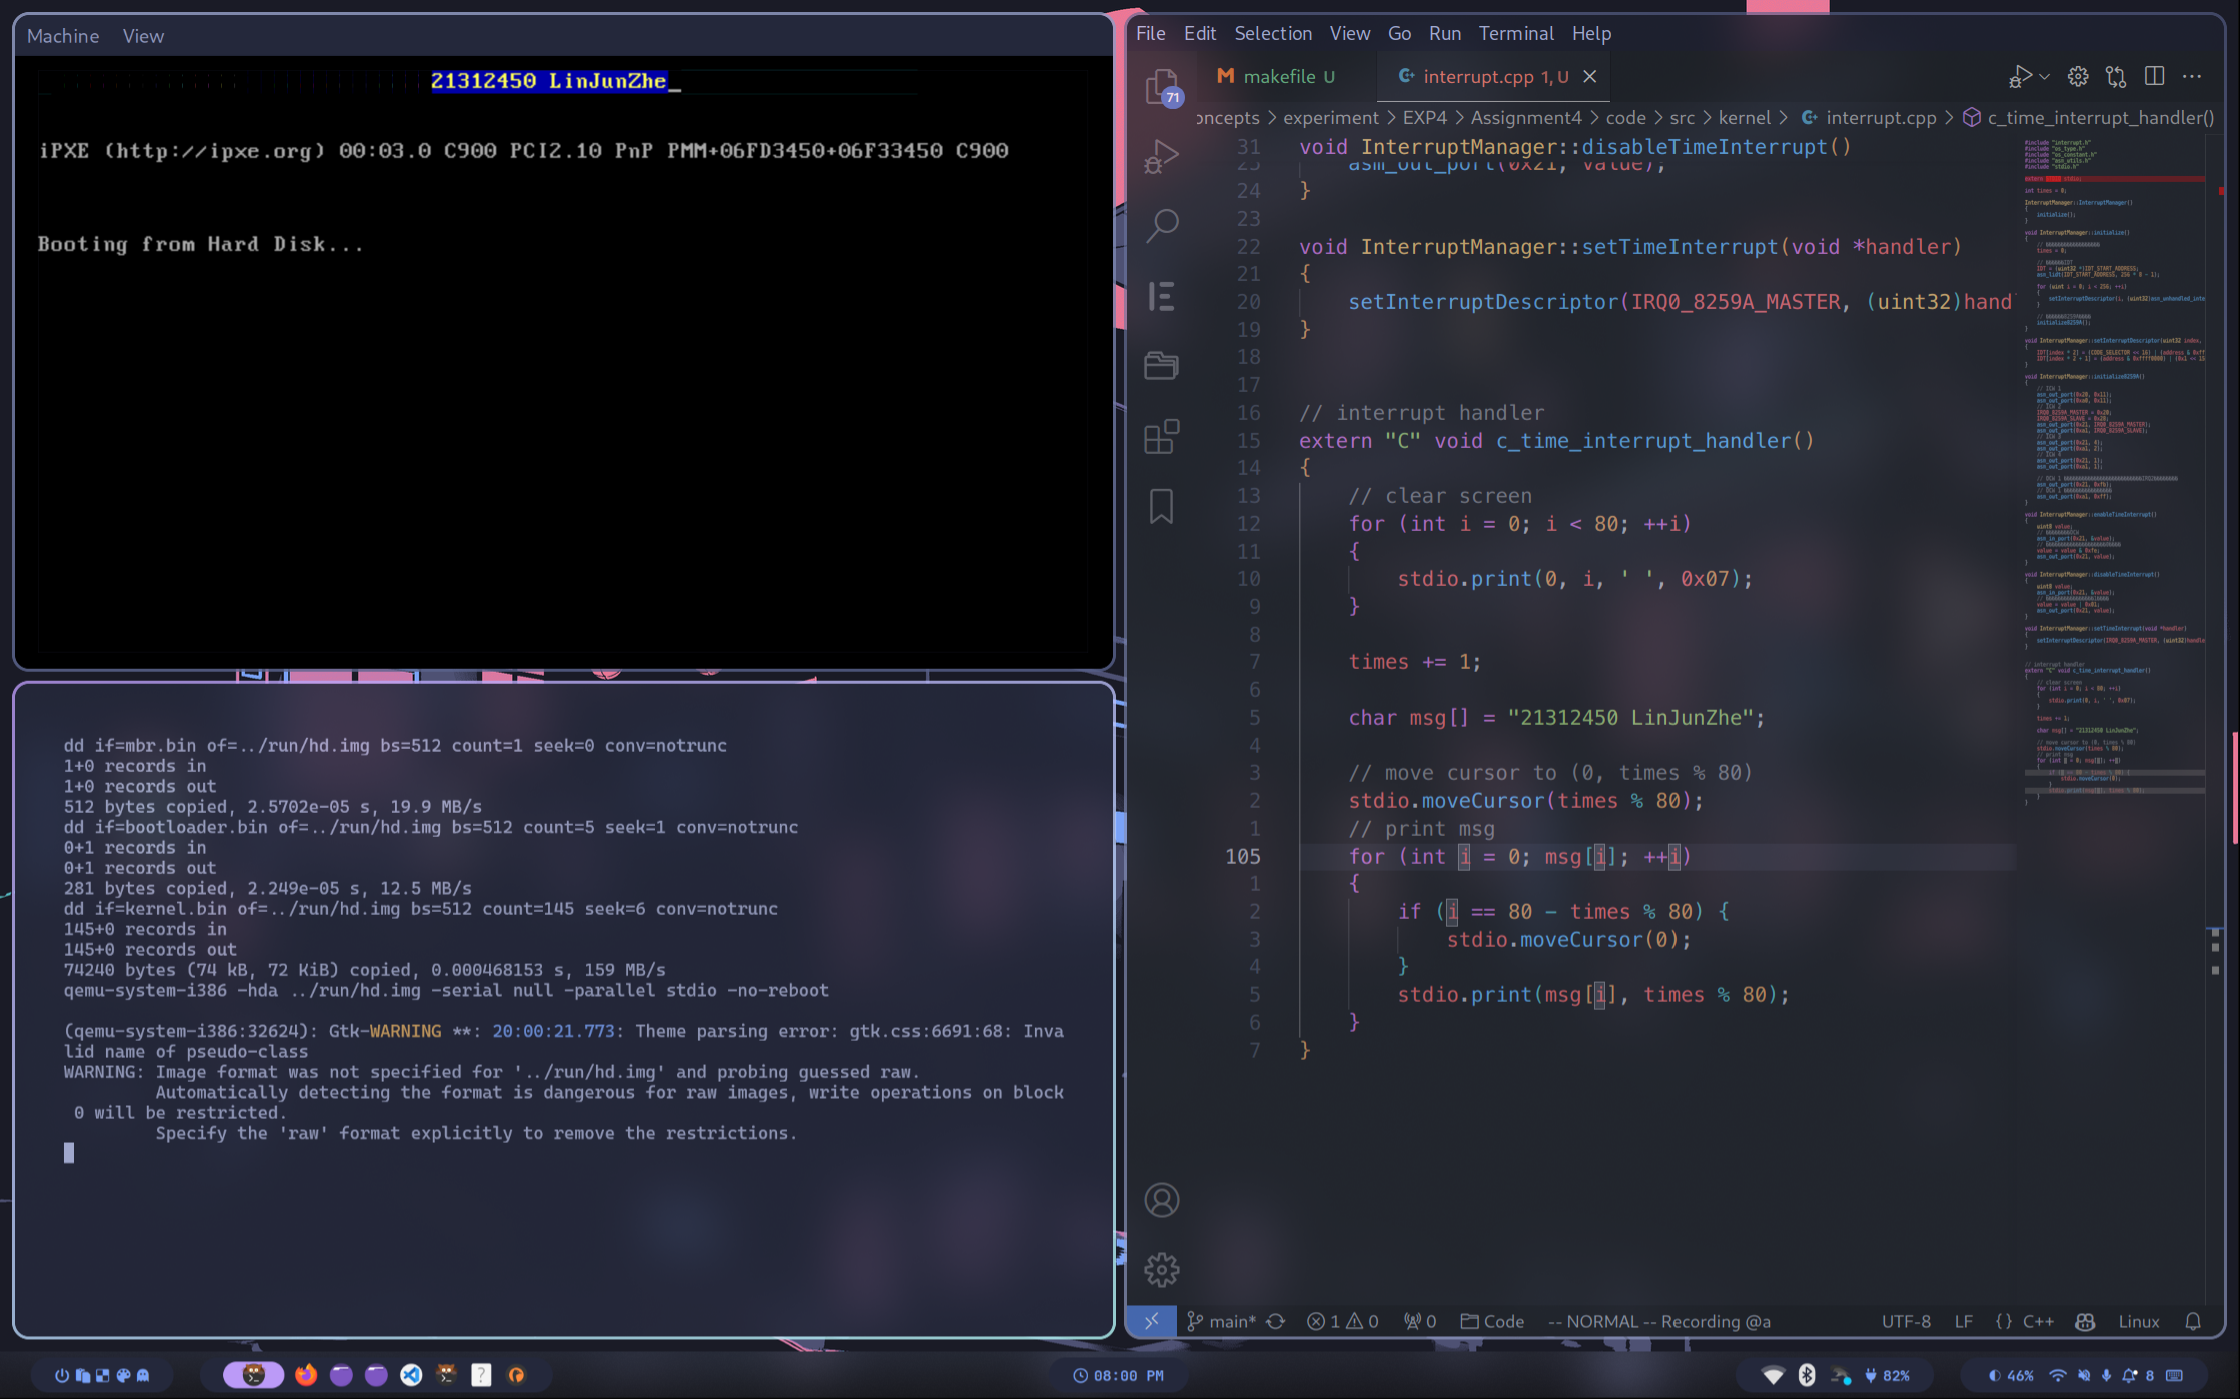 Machine View
21312450 LinJunZhe_
iPXE (http://ipxe.org) 00:03.0 C900 PCI2.10 PnP PMM+06FD3450+06F33450 C900
Booting from Hard Disk...
dd if=mbr.bin of=../run/hd.img bs=512 count=1 seek=0 conv=notrunc
1+0 records in
1+0 records out
512 bytes copied, 2.5702e-05 s, 19.9 MB/s
dd if=bootloader.bin of=../run/hd.img bs=512 count=5 seek=1 conv=notrunc
0+1 records in
0+1 records out
281 bytes copied, 2.249e-05 s, 12.5 MB/s
dd if=kernel.bin of=../run/hd.img bs=512 count=145 seek=6 conv=notrunc
145+0 records in
145+0 records out
74240 bytes (74 kB, 72 KiB) copied, 0.000468153 s, 159 MB/s
qemu-system-i386 -hda ../run/hd.img -serial null -parallel stdio -no-reboot
(qemu-system-i386:32624): Gtk-WARNING **: 20:00:21.773: Theme parsing error: gtk.css:6691:68: Inva
lid name of pseudo-class
WARNING: Image format was not specified for '../run/hd.img' and probing guessed raw.
Automatically detecting the format is dangerous for raw images, write operations on block
0 will be restricted.
Specify the 'raw' format explicitly to remove the restrictions.
File Edit Selection View Go Run Terminal Help
71
M makefile U
interrupt.cpp 1, U
oncepts > experiment > EXP4 > Assignment4 > code > src > kernel > interrupt.cpp > c_time_interrupt_handler()
31 void InterruptManager::disableTimeInterrupt()
25 asm_out_port(0x21, value);
24 }
23
22 void InterruptManager::setTimeInterrupt(void *handler)
21 {
20 setInterruptDescriptor(IRQ0_8259A_MASTER, (uint32)hand
19 }
18
17
16 // interrupt handler
15 extern "C" void c_time_interrupt_handler()
14 {
13 // clear screen
12 for (int i = 0; i < 80; ++i)
11 {
10 stdio.print(0, i, ' ', 0x07);
9 }
8
7 times += 1;
6
5 char msg[] = "21312450 LinJunZhe";
4
3 // move cursor to (0, times % 80)
2 stdio.moveCursor(times % 80);
1 // print msg
105 for (int i = 0; msg[i]; ++i)
1 {
2 if (i == 80 - times % 80) {
3 stdio.moveCursor(0);
4 }
5 stdio.print(msg[i], times % 80);
6 }
7 }
main* 1 0 0 Code -- NORMAL -- Recording @a UTF-8 LF {} C++ Linux
08:00 PM
82%
46%
8